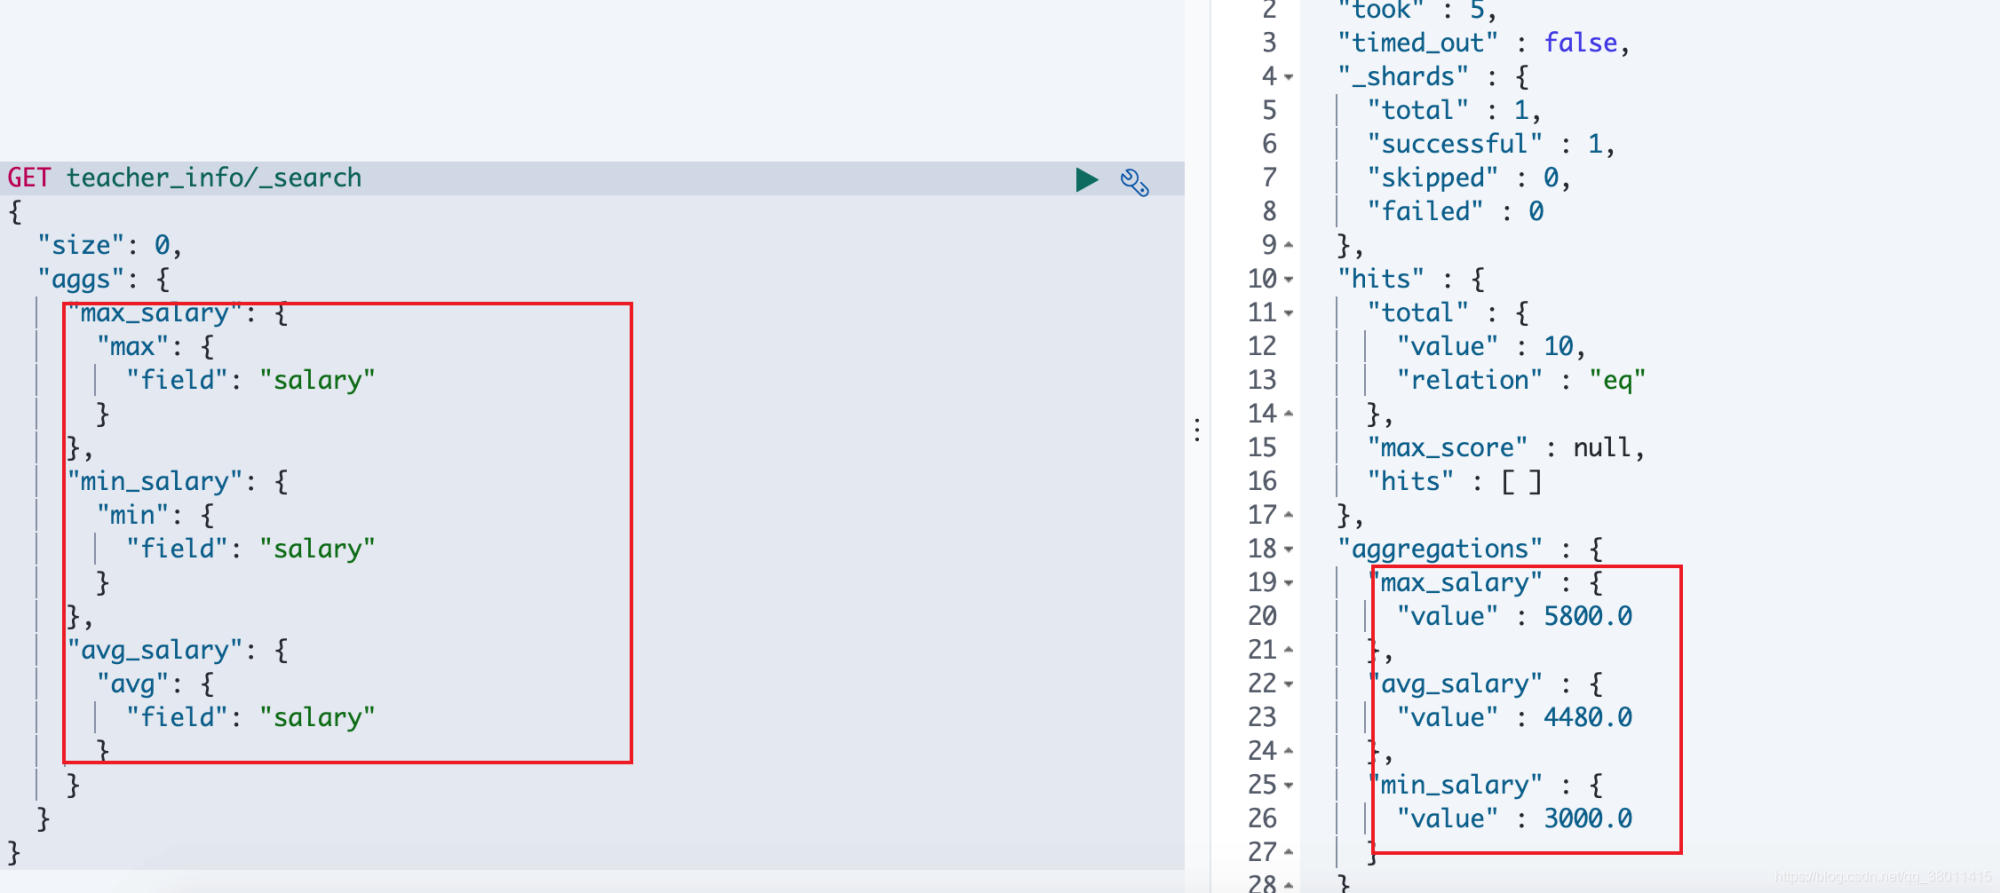 GET teacher_info/_search
{
"size": 0,
"aggs": {
"max_salary": {
"max": {
"field": "salary"
}
},
"min_salary": {
"min": {
"field": "salary"
}
},
"avg_salary": {
"avg": {
"field": "salary"
}
}
}
}
2 "took" : 5,
3 "timed_out" : false,
4 "_shards" : {
5 "total" : 1,
6 "successful" : 1,
7 "skipped" : 0,
8 "failed" : 0
9 },
10 "hits" : {
11 "total" : {
12 "value" : 10,
13 "relation" : "eq"
14 },
15 "max_score" : null,
16 "hits" : [ ]
17 },
18 "aggregations" : {
19 "max_salary" : {
20 "value" : 5800.0
21 },
22 "avg_salary" : {
23 "value" : 4480.0
24 },
25 "min_salary" : {
26 "value" : 3000.0
27 }
28 }
https://blog.csdn.net/qq_38011415